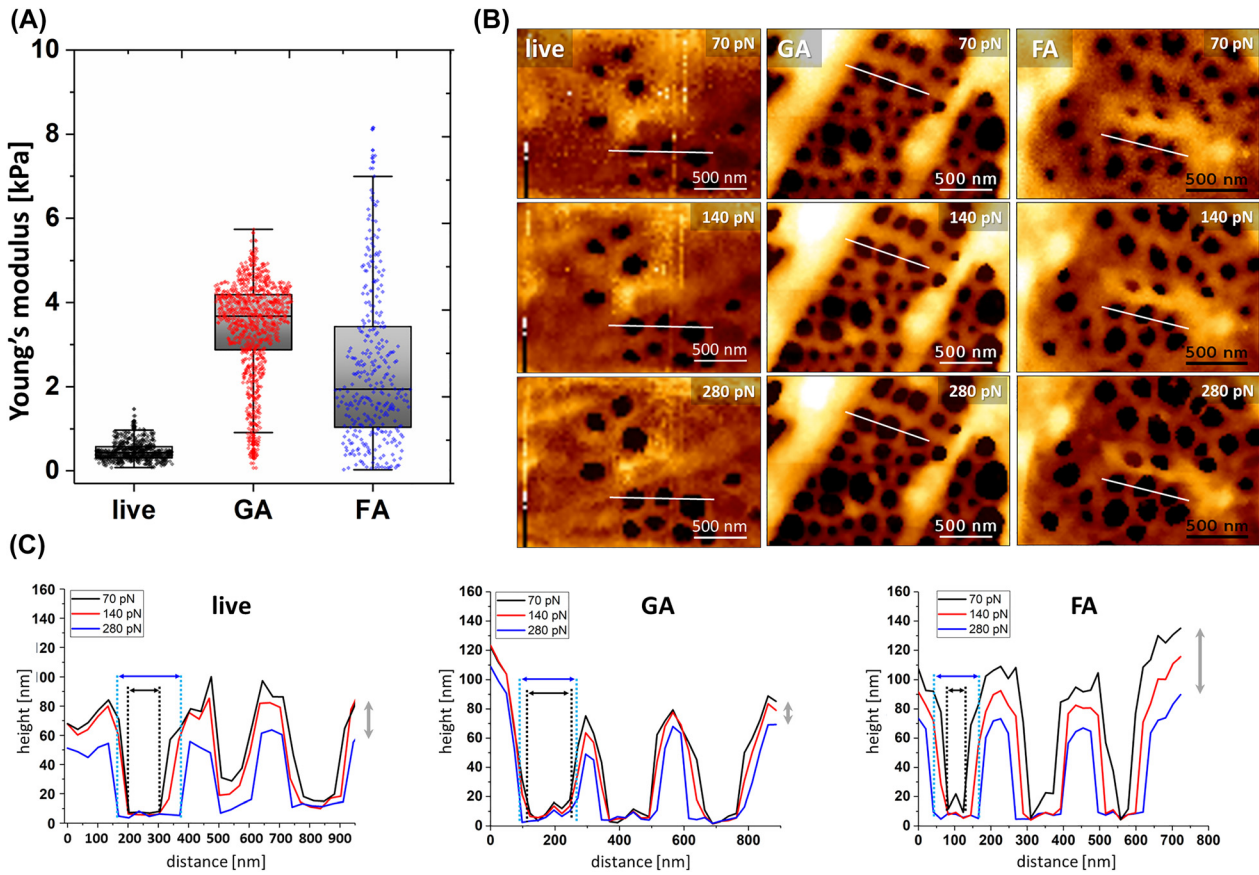 (A)
Young's modulus [kPa]
10
8
6
4
2
0
live GA FA
(B)
live 70 pN GA 70 pN FA 70 pN
500 nm 500 nm 500 nm
140 pN 140 pN 140 pN
500 nm 500 nm 500 nm
280 pN 280 pN 280 pN
500 nm 500 nm 500 nm
(C)
live
70 pN
140 pN
280 pN
height [nm]
160
140
120
100
80
60
40
20
0
0 100 200 300 400 500 600 700 800 900
distance [nm]
GA
70 pN
140 pN
280 pN
height [nm]
160
140
120
100
80
60
40
20
0
0 200 400 600 800
distance [nm]
FA
70 pN
140 pN
280 pN
height [nm]
160
140
120
100
80
60
40
20
0
0 100 200 300 400 500 600 700 800
distance [nm]